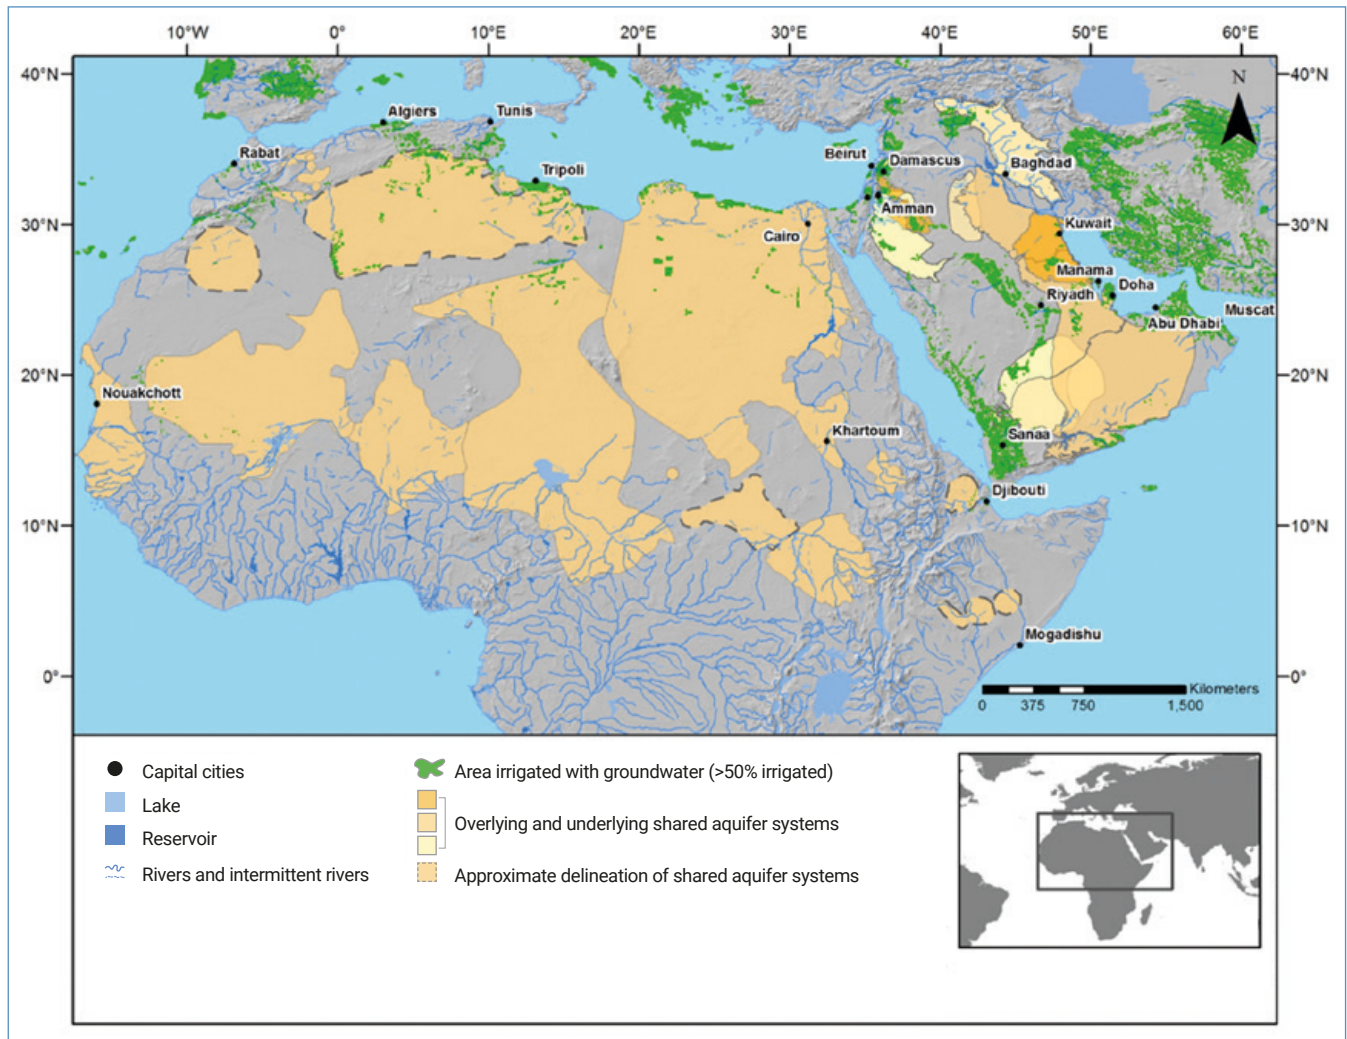 10°W 0° 10°E 20°E 30°E 40°E 50°E 60°E
40°N 40°N
N
Algiers Tunis
Rabat
Beirut Damascus Baghdad
Tripoli
Amman
30°N 30°N
Cairo Kuwait
Manama Doha
Riyadh
Abu Dhabi Muscat
20°N 20°N
Nouakchott
Khartoum Sanaa
Djibouti
10°N 10°N
Mogadishu
0° 0°
Kilometers
0 375 750 1,500
Capital cities
Lake
Reservoir
Rivers and intermittent rivers
Area irrigated with groundwater (>50% irrigated)
Overlying and underlying shared aquifer systems
Approximate delineation of shared aquifer systems